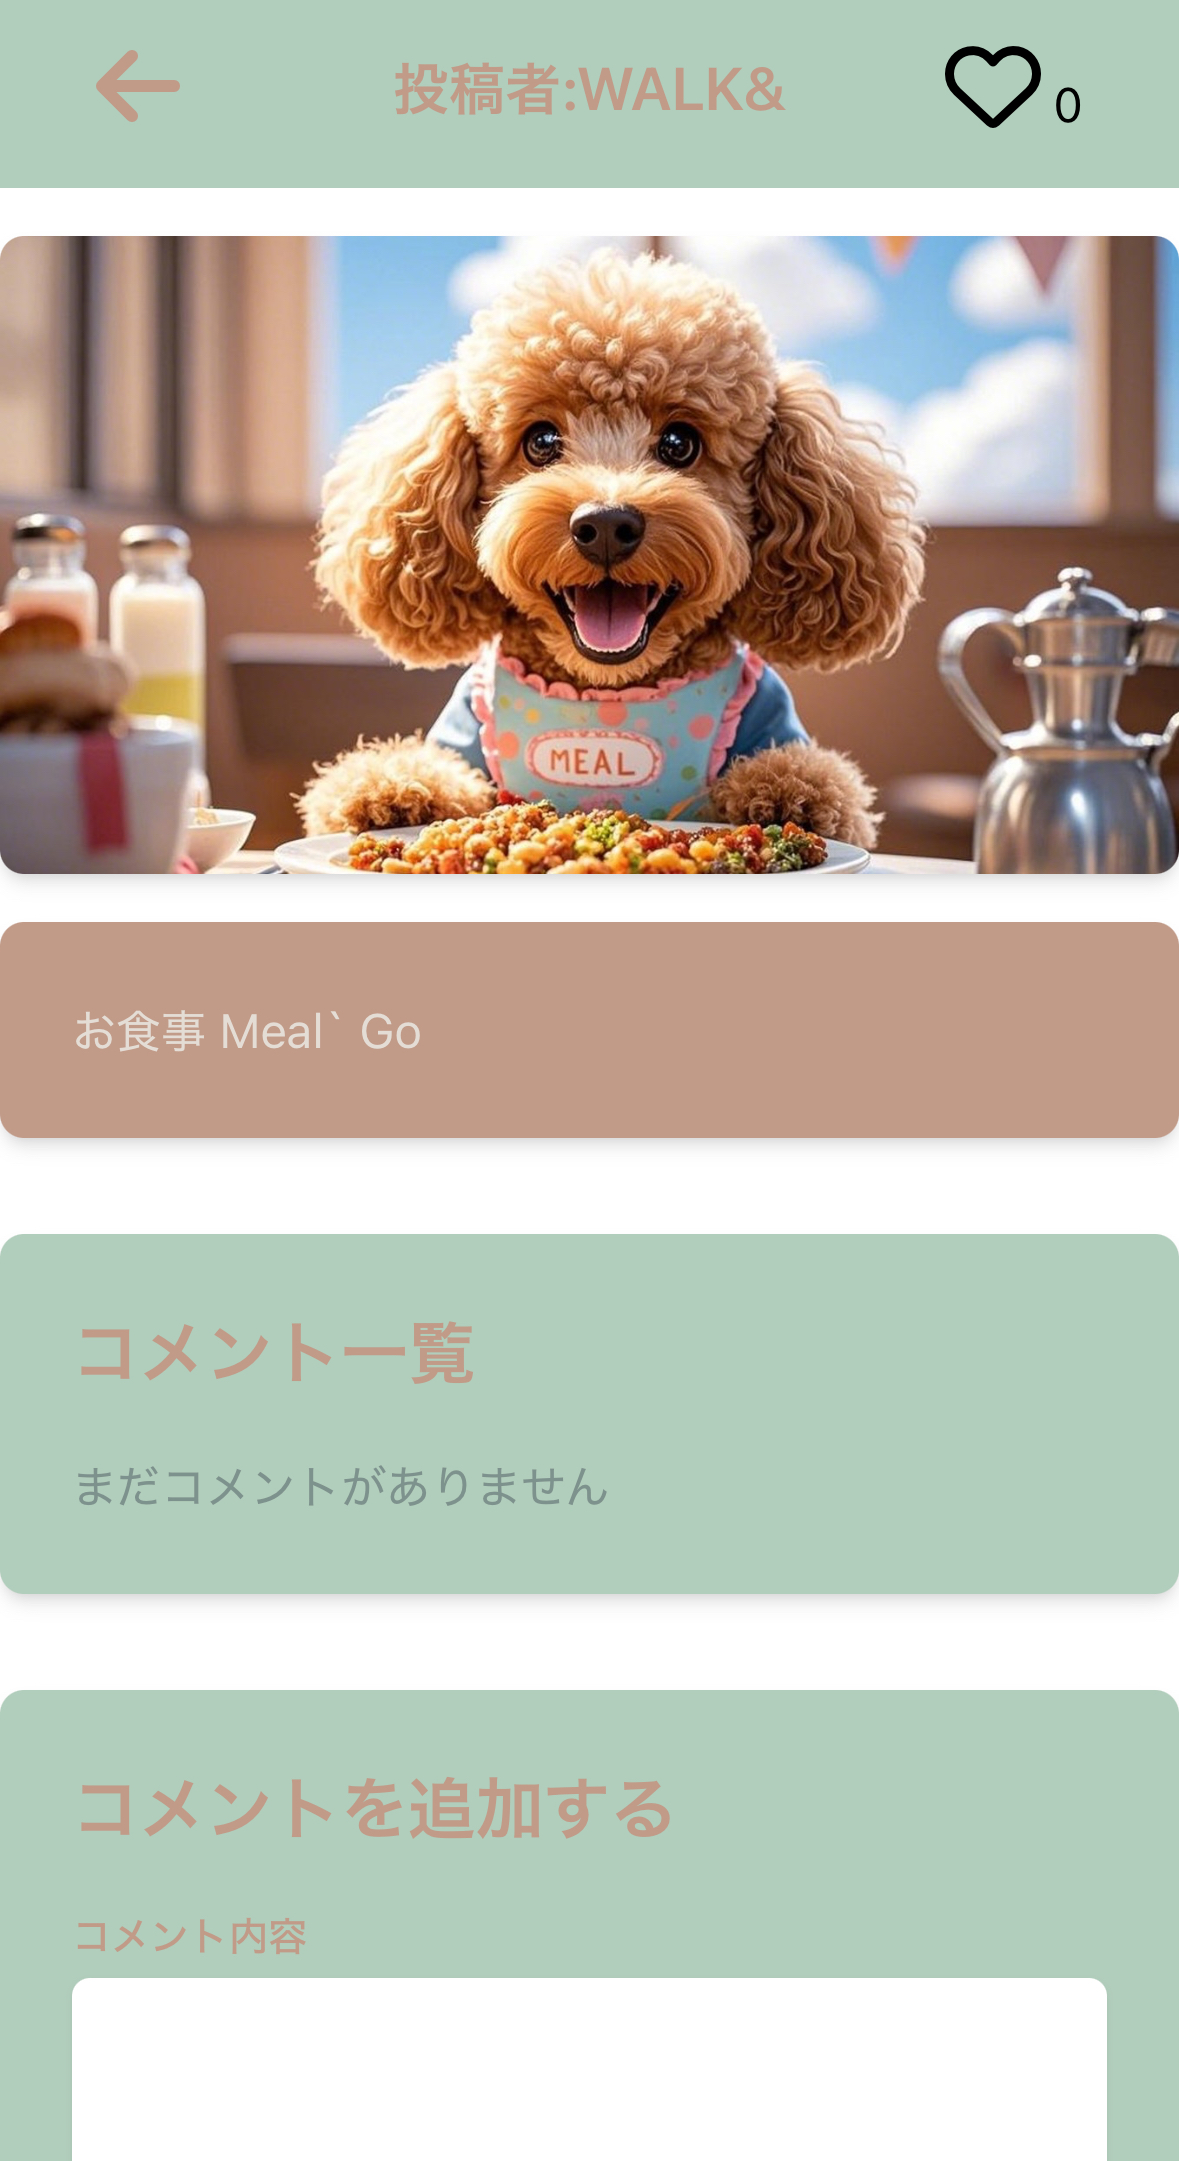 投稿者:WALK&
0
MEAL
お食事 Meal` Go
コメント一覧
まだコメントがありません
コメントを追加する
コメント内容